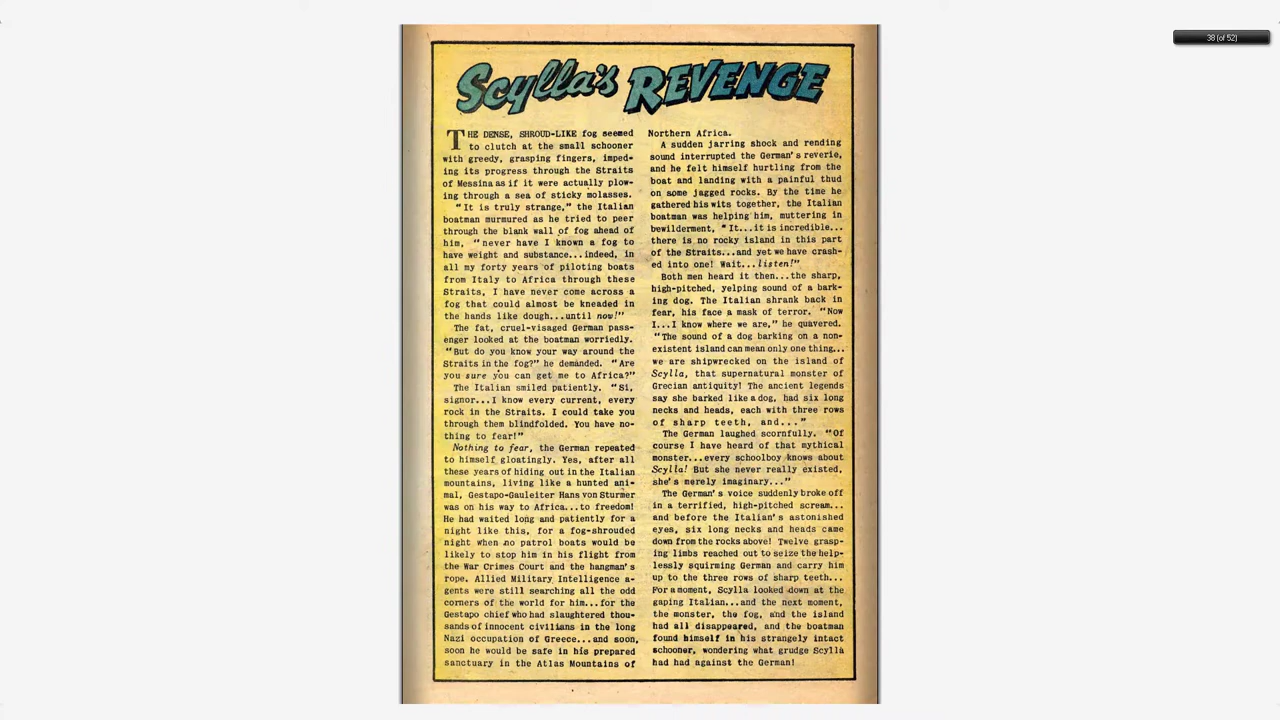 38 (of 52)
Scylla's REVENGE
THE DENSE, SHROUD-LIKE fog seemed
to clutch at the small schooner
with greedy, grasping fingers, imped-
ing its progress through the Straits
of Messina as if it were actually plow-
ing through a sea of sticky molasses.
"It is truly strange," the Italian
boatman murmured as he tried to peer
through the blank wall of fog ahead of
him, "never have I known a fog to
have weight and substance...indeed, in
all my forty years of piloting boats
from Italy to Africa through these
Straits, I have never come across a
fog that could almost be kneaded in
the hands like dough...until now!"
The fat, cruel-visaged German pass-
enger looked at the boatman worriedly.
"But do you know your way around the
Straits in the fog?" he demanded. "Are
you sure you can get me to Africa?"
The Italian smiled patiently. "Si,
signor...I know every current, every
rock in the Straits. I could take you
through them blindfolded. You have no-
thing to fear!"
Nothing to fear, the German repeated
to himself gloatingly. Yes, after all
these years of hiding out in the Italian
mountains, living like a hunted ani-
mal, Gestapo-Gauleiter Hans von Sturmer
was on his way to Africa...to freedom!
He had waited long and patiently for a
night like this, for a fog-shrouded
night when no patrol boats would be
likely to stop him in his flight from
the War Crimes Court and the hangman's
rope. Allied Military Intelligence a-
gents were still searching all the odd
corners of the world for him...for the
Gestapo chief who had slaughtered thou-
sands of innocent civilians in the long
Nazi occupation of Greece...and soon,
soon he would be safe in his prepared
sanctuary in the Atlas Mountains of
Northern Africa.
A sudden jarring shock and rending
sound interrupted the German's reverie,
and he felt himself hurtling from the
boat and landing with a painful thud
on some jagged rocks. By the time he
gathered his wits together, the Italian
boatman was helping him, muttering in
bewilderment, "It...it is incredible...
there is no rocky island in this part
of the Straits...and yet we have crash-
ed into one! Wait...listen!"
Both men heard it then...the sharp,
high-pitched, yelping sound of a bark-
ing dog. The Italian shrank back in
fear, his face a mask of terror. "Now
I...I know where we are," he quavered.
"The sound of a dog barking on a non-
existent island can mean only one thing...
we are shipwrecked on the island of
Scylla, that supernatural monster of
Grecian antiquity! The ancient legends
say she barked like a dog, had six long
necks and heads, each with three rows
of sharp teeth, and..."
The German laughed scornfully. "Of
course I have heard of that mythical
monster...every schoolboy knows about
Scylla! But she never really existed,
she's merely imaginary..."
The German's voice suddenly broke off
in a terrified, high-pitched scream...
and before the Italian's astonished
eyes, six long necks and heads came
down from the rocks above! Twelve grasp-
ing limbs reached out to seize the help-
lessly squirming German and carry him
up to the three rows of sharp teeth...
For a moment, Scylla looked down at the
gaping Italian...and the next moment,
the monster, the fog, and the island
had all disappeared, and the boatman
found himself in his strangely intact
schooner, wondering what grudge Scylla
had had against the German!